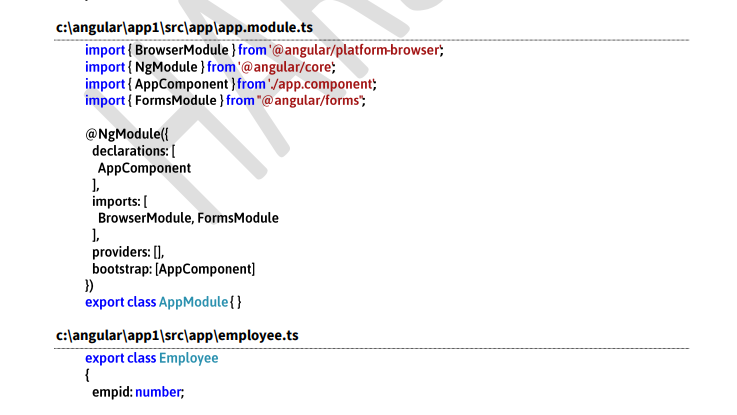 c:\angular\app1\src\app\app.module.ts
import { BrowserModule } from '@angular/platform-browser';
import { NgModule } from '@angular/core';
import { AppComponent } from './app.component';
import { FormsModule } from "@angular/forms";
@NgModule({
declarations: [
AppComponent
],
imports: [
BrowserModule, FormsModule
],
providers: [],
bootstrap: [AppComponent]
})
export class AppModule { }
c:\angular\app1\src\app\employee.ts
export class Employee
{
empid: number;